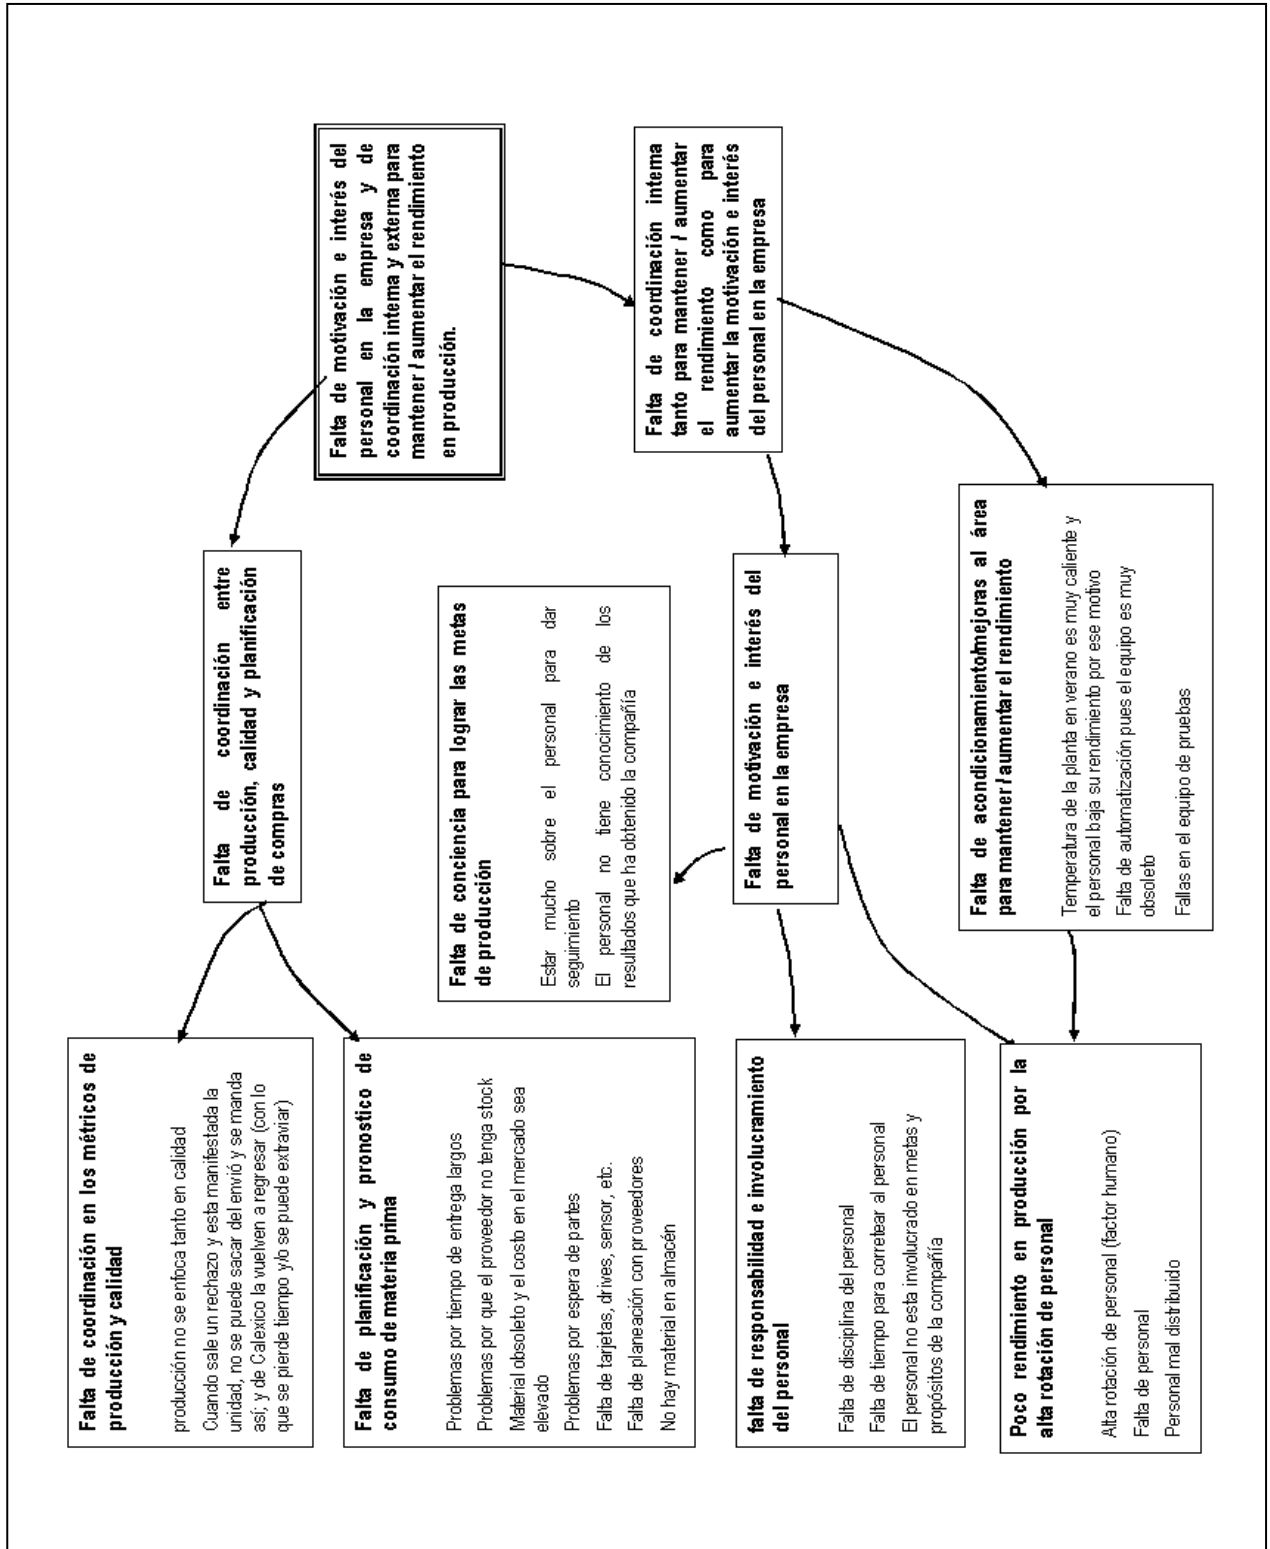 Falta de motivación e interés del
personal en la empresa y de
coordinación interna y externa para
mantener / aumentar el rendimiento
en producción.
Falta de coordinación entre
producción, calidad y planificación
de compras
Falta de coordinación interna
tanto para mantener / aumentar
el rendimiento como para
aumentar la motivación e interés
del personal en la empresa
Falta de conciencia para lograr las metas
de producción
Estar mucho sobre el personal para dar
seguimiento
El personal no tiene conocimiento de los
resultados que ha obtenido la compañía
Falta de motivación e interés del
personal en la empresa
Falta de acondicionamiento/mejoras al área
para mantener / aumentar el rendimiento
Temperatura de la planta en verano es muy caliente y
el personal baja su rendimiento por ese motivo
Falta de automatización pues el equipo es muy
obsoleto
Fallas en el equipo de pruebas
Falta de coordinación en los métricos de
producción y calidad
producción no se enfoca tanto en calidad
Cuando sale un rechazo y esta manifestada la
unidad, no se puede sacar del envió y se manda
así; y de Calexico la vuelven a regresar (con lo
que se pierde tiempo y/o se puede extraviar)
Falta de planificación y pronostico de
consumo de materia prima
Problemas por tiempo de entrega largos
Problemas por que el proveedor no tenga stock
Material obsoleto y el costo en el mercado sea
elevado
Problemas por espera de partes
Falta de tarjetas, drives, sensor, etc.
Falta de planeación con proveedores
No hay material en almacén
falta de responsabilidad e involucramiento
del personal
Falta de disciplina del personal
Falta de tiempo para corretear al personal
El personal no esta involucrado en metas y
propósitos de la compañía
Poco rendimiento en producción por la
alta rotación de personal
Alta rotación de personal (factor humano)
Falta de personal
Personal mal distribuido